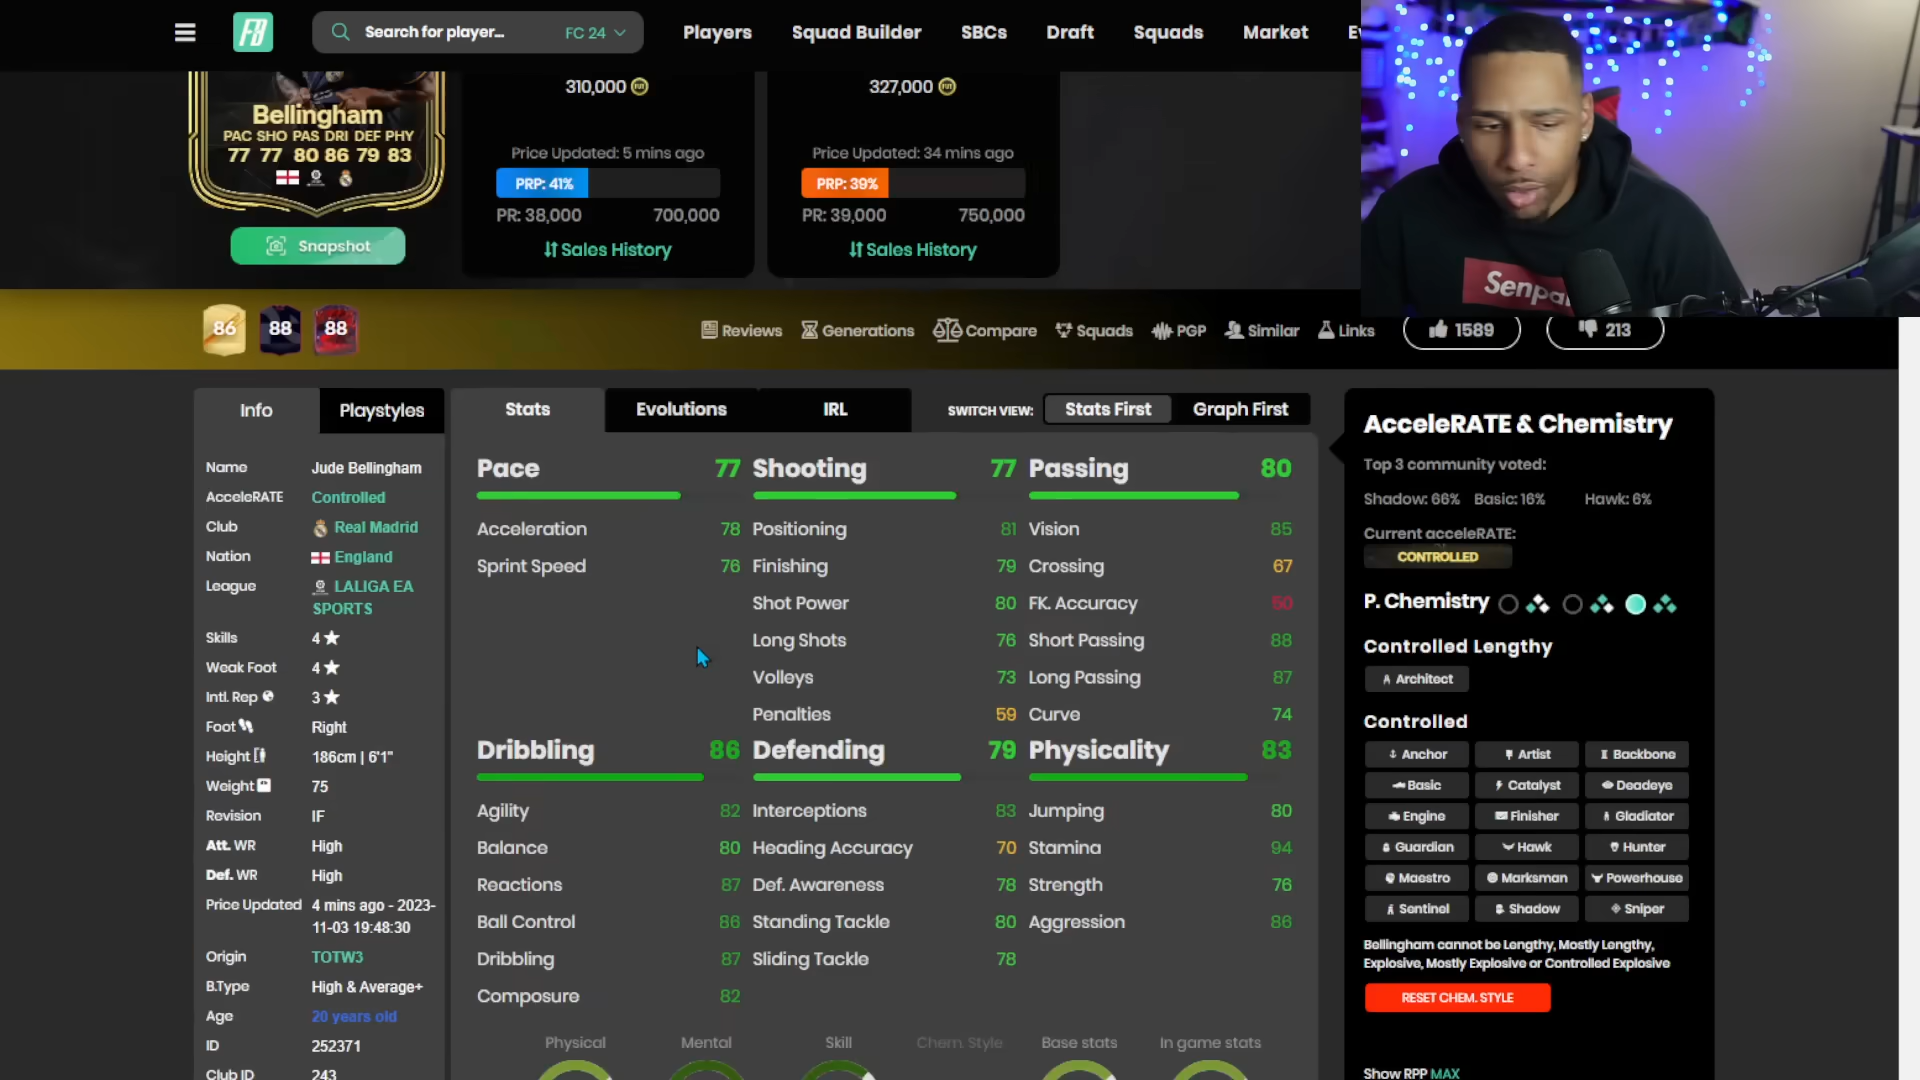 FB
Search for player...
FC 24
Players
Squad Builder
SBCs
Draft
Squads
Market
Bellingham
PAC SHO PAS DRI DEF PHY
77 77 80 86 79 83
Snapshot
310,000
Price Updated: 5 mins ago
PRP: 41%
PR: 38,000
700,000
Sales History
327,000
Price Updated: 34 mins ago
PRP: 39%
PR: 39,000
750,000
Sales History
Senpa
86
88
88
Reviews
Generations
Compare
Squads
PGP
Similar
Links
1589
213
Info
Playstyles
Name Jude Bellingham
AcceleRATE Controlled
Club Real Madrid
Nation England
League LALIGA EA
SPORTS
Skills 4
Weak Foot 4
Intl. Rep 3
Foot Right
Height 186cm | 6'1"
Weight 75
Revision IF
Att. WR High
Def. WR High
Price Updated 4 mins ago - 2023-
11-03 19:48:30
Origin TOTW3
B.Type High & Average+
Age 20 years old
ID 252371
Club ID 243
Stats
Evolutions
IRL
SWITCH VIEW:
Stats First
Graph First
Pace 77
Acceleration 78
Sprint Speed 76
Shooting 77
Positioning 81
Finishing 79
Shot Power 80
Long Shots 76
Volleys 73
Penalties 59
Passing 80
Vision 85
Crossing 67
FK. Accuracy 50
Short Passing 88
Long Passing 87
Curve 74
Dribbling 86
Agility 82
Balance 80
Reactions 87
Ball Control 86
Dribbling 87
Composure 82
Defending 79
Interceptions 83
Heading Accuracy 70
Def. Awareness 78
Standing Tackle 80
Sliding Tackle 78
Physicality 83
Jumping 80
Stamina 94
Strength 76
Aggression 86
Physical
Mental
Skill
Chem. Style
Base stats
In game stats
AcceleRATE & Chemistry
Top 3 community voted:
Shadow: 66% Basic: 16% Hawk: 6%
Current acceleRATE:
CONTROLLED
P. Chemistry
Controlled Lengthy
Architect
Controlled
Anchor
Artist
Backbone
Basic
Catalyst
Deadeye
Engine
Finisher
Gladiator
Guardian
Hawk
Hunter
Maestro
Marksman
Powerhouse
Sentinel
Shadow
Sniper
Bellingham cannot be Lengthy, Mostly Lengthy,
Explosive, Mostly Explosive or Controlled Explosive
RESET CHEM. STYLE
Show RPP MAX